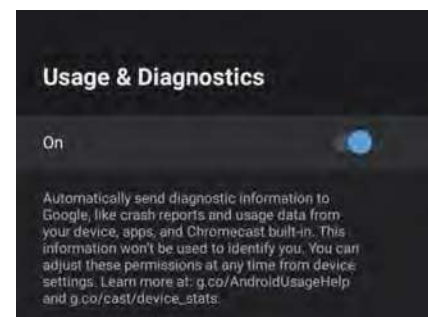 Usage & Diagnostics
On
Automatically send diagnostic information to
Google, like crash reports and usage data from
your device, apps, and Chromecast built-in. This
information won't be used to identify you. You can
adjust these permissions at any time from device
settings. Learn more at: g.co/AndroidUsageHelp
and g.co/cast/device_stats.